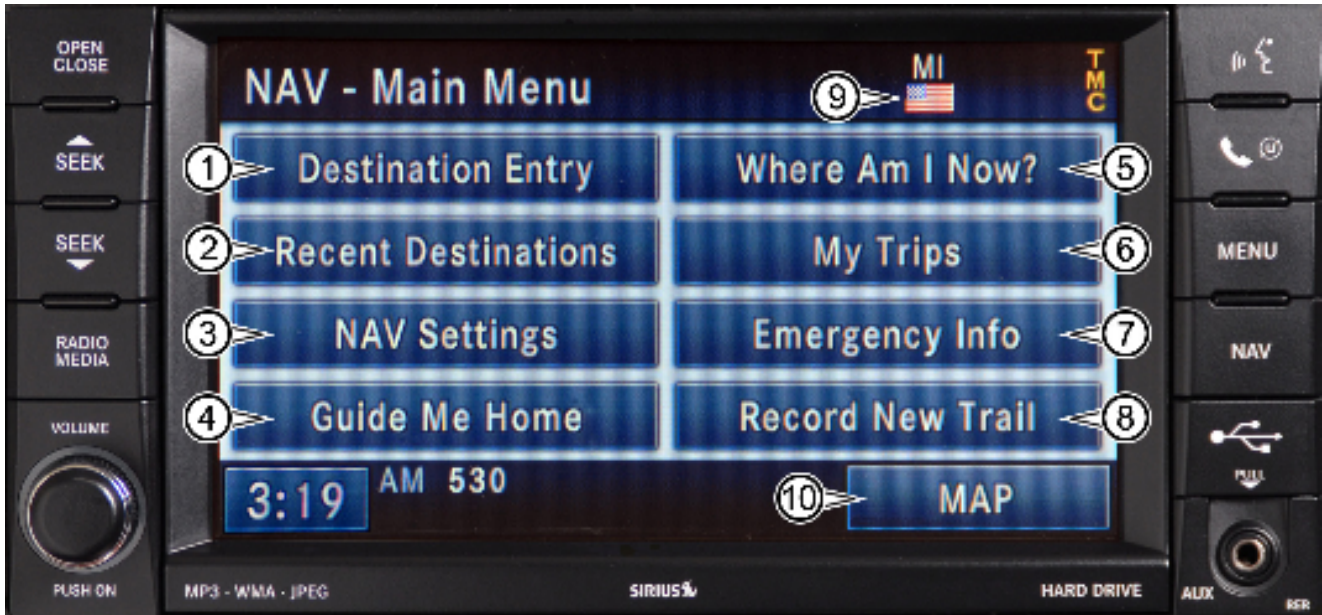 OPEN
CLOSE
SEEK
SEEK
RADIO
MEDIA
VOLUME
PUSH ON
NAV - Main Menu
MI
TMC
9
1
Destination Entry
Where Am I Now?
5
2
Recent Destinations
My Trips
6
3
NAV Settings
Emergency Info
7
4
Guide Me Home
Record New Trail
8
3:19
AM 530
10
MAP
MP3 - WMA - JPEG
SIRIUS
HARD DRIVE
MENU
NAV
PULL
AUX